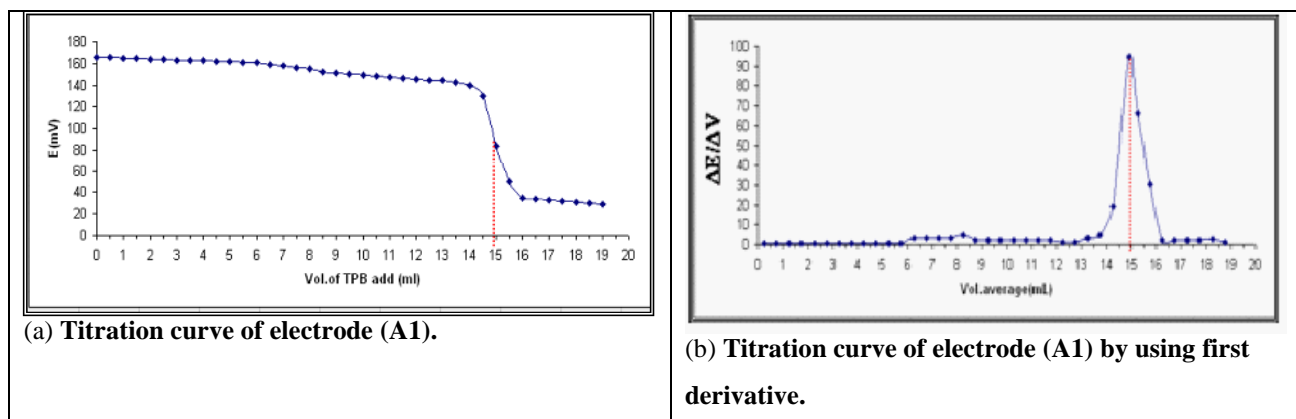 180
160
140
120
100
80
60
40
20
0
E (mV)
0 1 2 3 4 5 6 7 8 9 10 11 12 13 14 15 16 17 18 19 20
Vol.of TPB add (ml)
(a) Titration curve of electrode (A1).
100
90
80
70
60
50
40
30
20
10
0
ΔE/ΔV
0 1 2 3 4 5 6 7 8 9 10 11 12 13 14 15 16 17 18 19 20
Vol.average(mL)
(b) Titration curve of electrode (A1) by using first
derivative.